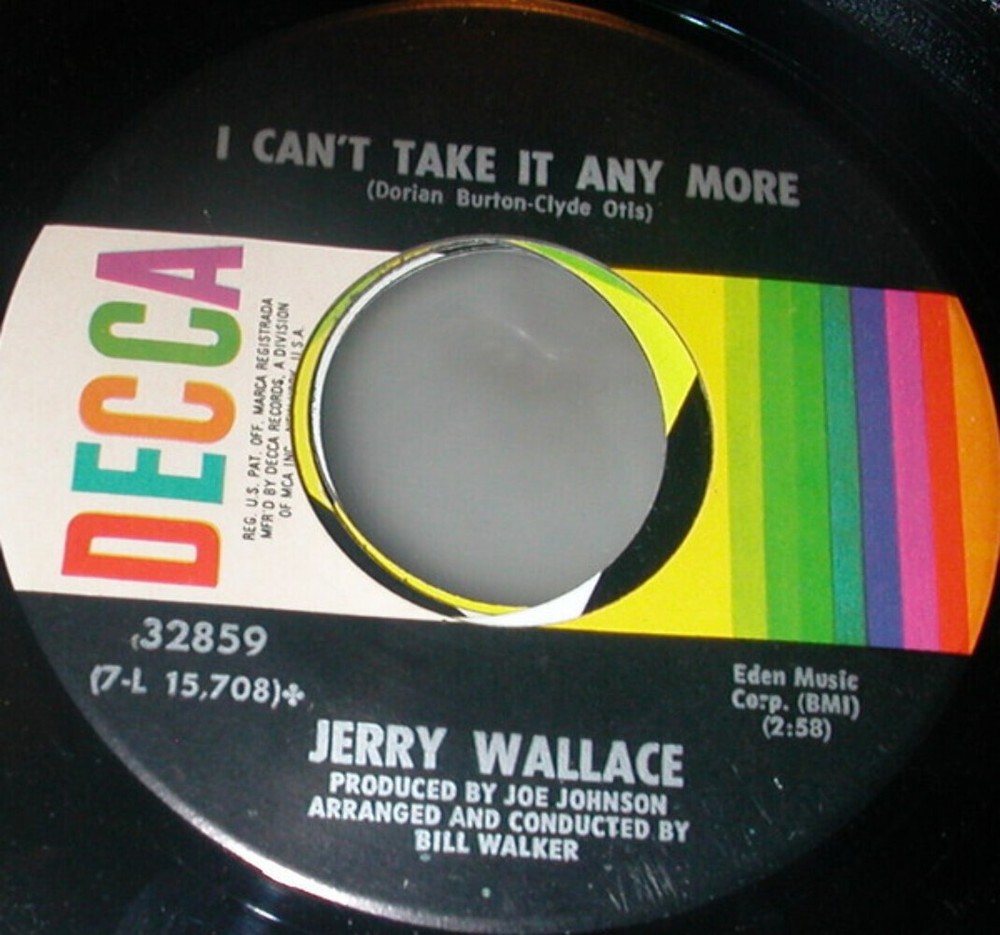 I CAN'T TAKE IT ANY MORE
(Dorian Burton-Clyde Otis)
DECCA
REG. U.S. PAT. OFF. MARCA REGISTRADA
MFR'D BY DECCA RECORDS, A DIVISION
OF MCA INC. U.S.A.
32859
(7-L 15,708)✤
Eden Music
Corp. (BMI)
(2:58)
JERRY WALLACE
PRODUCED BY JOE JOHNSON
ARRANGED AND CONDUCTED BY
BILL WALKER